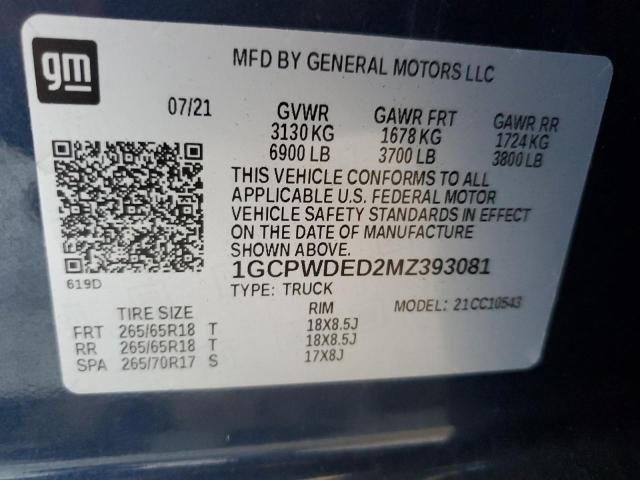 gm
MFD BY GENERAL MOTORS LLC
07/21 GVWR GAWR FRT GAWR RR
3130 KG 1678 KG 1724 KG
6900 LB 3700 LB 3800 LB
THIS VEHICLE CONFORMS TO ALL
APPLICABLE U.S. FEDERAL MOTOR
VEHICLE SAFETY STANDARDS IN EFFECT
ON THE DATE OF MANUFACTURE
SHOWN ABOVE.
1GCPWDED2MZ393081
619D
TYPE: TRUCK MODEL: 21CC10543
TIRE SIZE RIM
FRT 265/65R18 T 18X8.5J
RR 265/65R18 T 18X8.5J
SPA 265/70R17 S 17X8J